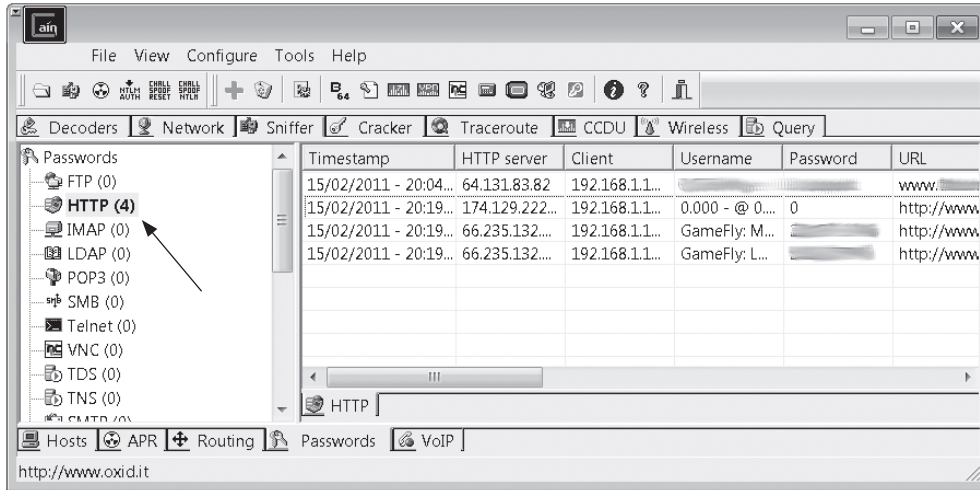 aín
File View Configure Tools Help
NTLM AUTH CHALL SPOOF RESET CHALL SPOOF NTLM B64
Decoders Network Sniffer Cracker Traceroute CCDU Wireless Query
Passwords
FTP (0)
HTTP (4)
IMAP (0)
LDAP (0)
POP3 (0)
SMB (0)
Telnet (0)
VNC (0)
TDS (0)
TNS (0)
Timestamp HTTP server Client Username Password URL
15/02/2011 - 20:04... 64.131.83.82 192.168.1.1... www.
15/02/2011 - 20:19... 174.129.222... 192.168.1.1... 0.000 - @ 0.... 0 http://www
15/02/2011 - 20:19... 66.235.132.... 192.168.1.1... GameFly: M... http://www
15/02/2011 - 20:19... 66.235.132.... 192.168.1.1... GameFly: L... http://www
HTTP
Hosts APR Routing Passwords VoIP
http://www.oxid.it